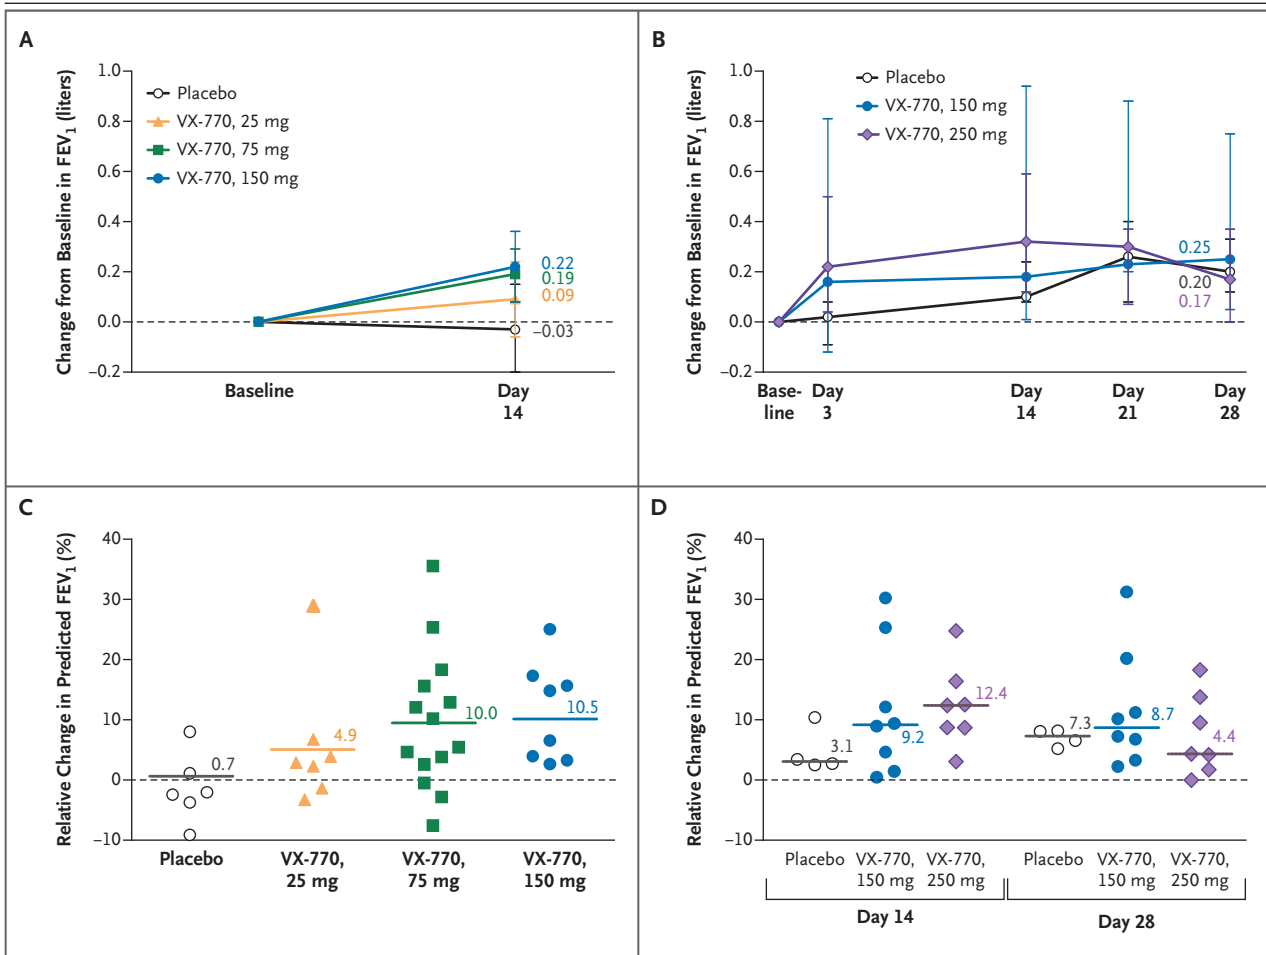 A
Change from Baseline in FEV1 (liters)
1.0
0.8
0.6
0.4
0.2
0.0
−0.2
Placebo
VX-770, 25 mg
VX-770, 75 mg
VX-770, 150 mg
0.22
0.19
0.09
−0.03
Baseline
Day
14
B
Change from Baseline in FEV1 (liters)
1.0
0.8
0.6
0.4
0.2
0.0
−0.2
Placebo
VX-770, 150 mg
VX-770, 250 mg
0.25
0.20
0.17
Base-
line
Day
3
Day
14
Day
21
Day
28
C
Relative Change in Predicted FEV1 (%)
40
30
20
10
0
−10
0.7
4.9
10.0
10.5
Placebo
VX-770,
25 mg
VX-770,
75 mg
VX-770,
150 mg
D
Relative Change in Predicted FEV1 (%)
40
30
20
10
0
−10
3.1
9.2
12.4
7.3
8.7
4.4
Placebo
VX-770,
150 mg
VX-770,
250 mg
Placebo
VX-770,
150 mg
VX-770,
250 mg
Day 14
Day 28